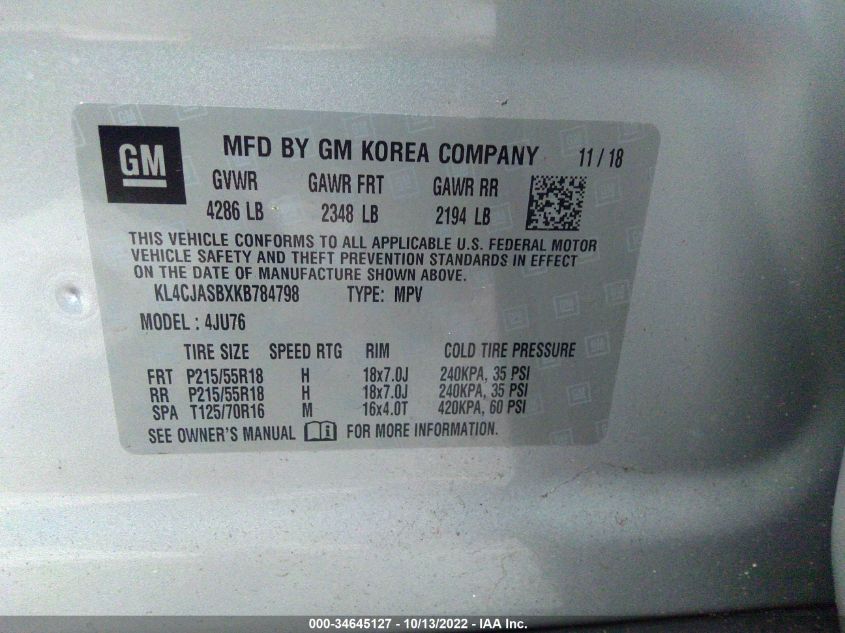 GM
MFD BY GM KOREA COMPANY 11/18
GVWR GAWR FRT GAWR RR
4286 LB 2348 LB 2194 LB
THIS VEHICLE CONFORMS TO ALL APPLICABLE U.S. FEDERAL MOTOR
VEHICLE SAFETY AND THEFT PREVENTION STANDARDS IN EFFECT
ON THE DATE OF MANUFACTURE SHOWN ABOVE.
KL4CJASBXKB784798 TYPE: MPV
MODEL : 4JU76
TIRE SIZE SPEED RTG RIM COLD TIRE PRESSURE
FRT P215/55R18 H 18x7.0J 240KPA, 35 PSI
RR P215/55R18 H 18x7.0J 240KPA, 35 PSI
SPA T125/70R16 M 16x4.0T 420KPA, 60 PSI
SEE OWNER'S MANUAL FOR MORE INFORMATION.
000-34645127 - 10/13/2022 - IAA Inc.